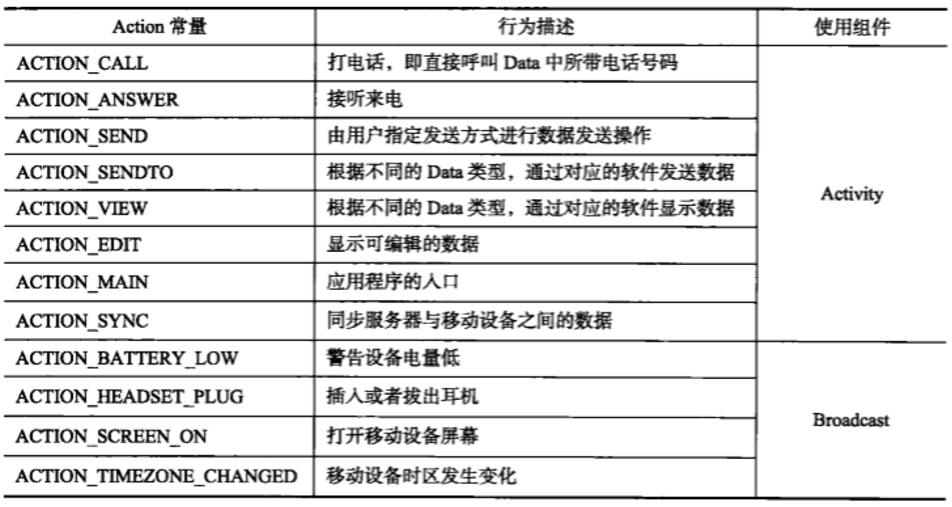 Action 常量 行为描述 使用组件
ACTION_CALL 打电话，即直接呼叫 Data 中所带电话号码
ACTION_ANSWER 接听来电
ACTION_SEND 由用户指定发送方式进行数据发送操作
ACTION_SENDTO 根据不同的 Data 类型，通过对应的软件发送数据
Activity
ACTION_VIEW 根据不同的 Data 类型，通过对应的软件显示数据
ACTION_EDIT 显示可编辑的数据
ACTION_MAIN 应用程序的入口
ACTION_SYNC 同步服务器与移动设备之间的数据
ACTION_BATTERY_LOW 警告设备电量低
ACTION_HEADSET_PLUG 插入或者拔出耳机
Broadcast
ACTION_SCREEN_ON 打开移动设备屏幕
ACTION_TIMEZONE_CHANGED 移动设备时区发生变化